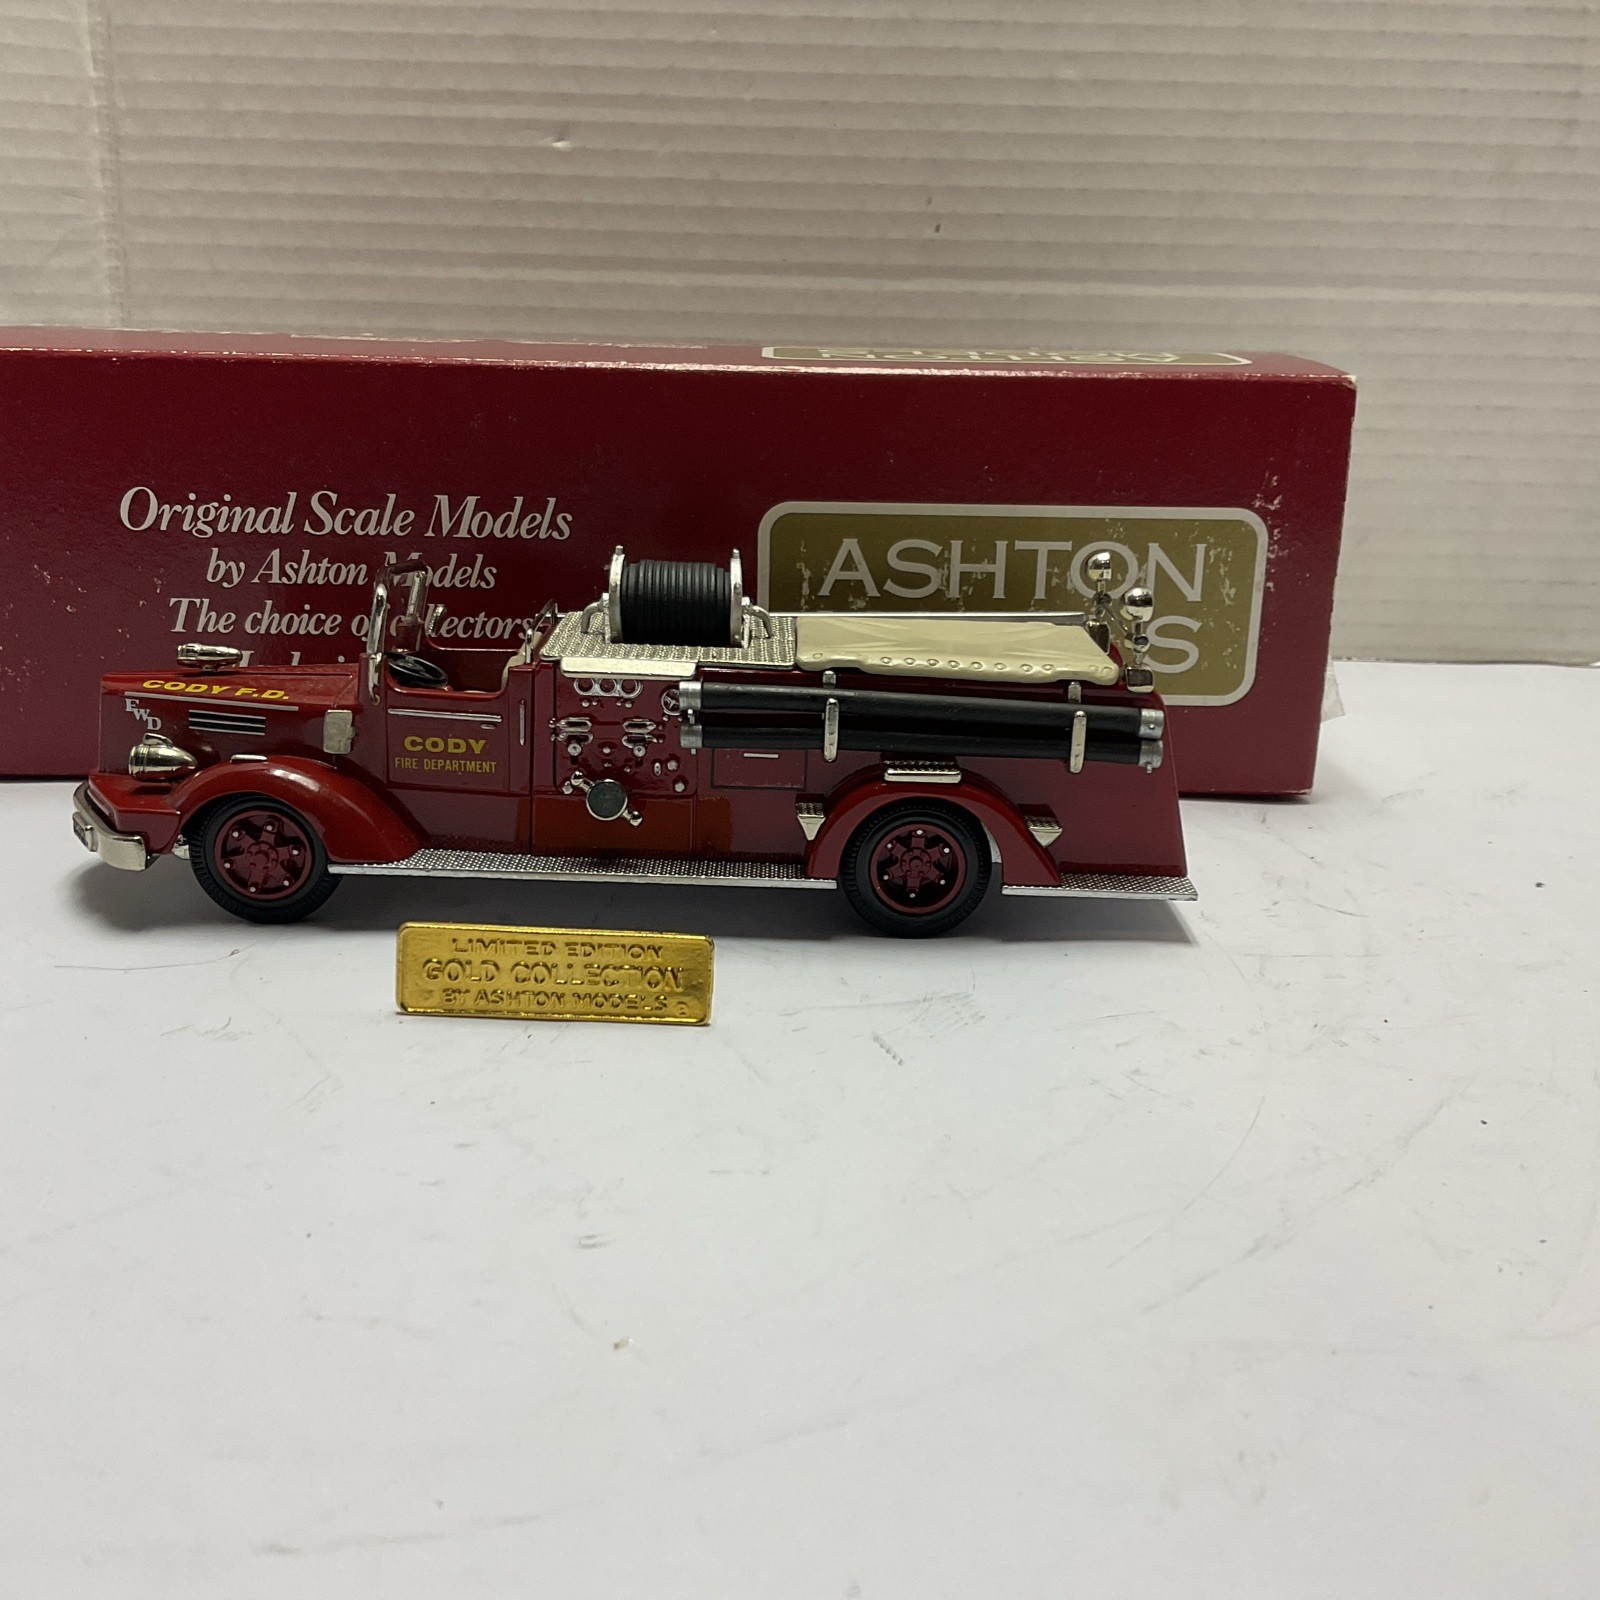 Original Scale Models
by Ashton Models
The choice of collectors
ASHTON
CODY F.D.
FWD
CODY
FIRE DEPARTMENT
LIMITED EDITION
GOLD COLLECTION
BY ASHTON MODELS ®